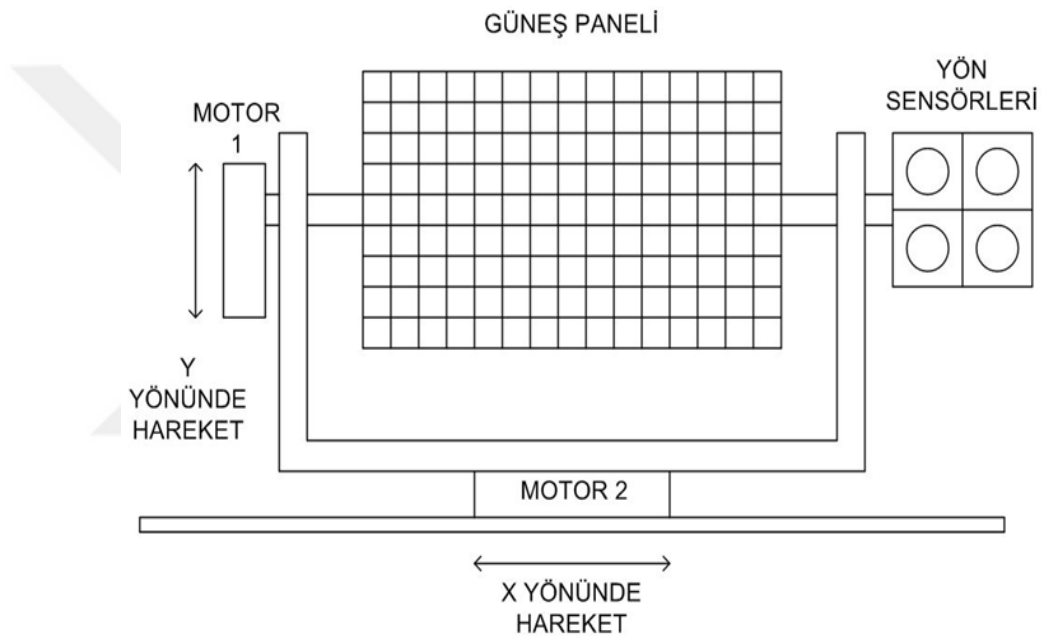 GÜNEŞ PANELİ
YÖN
SENSÖRLERİ
MOTOR
1
Y
YÖNÜNDE
HAREKET
MOTOR 2
X YÖNÜNDE
HAREKET